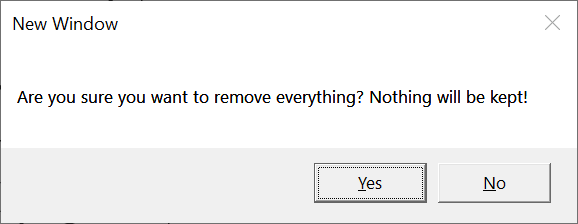 New Window
Are you sure you want to remove everything? Nothing will be kept!
Yes
No